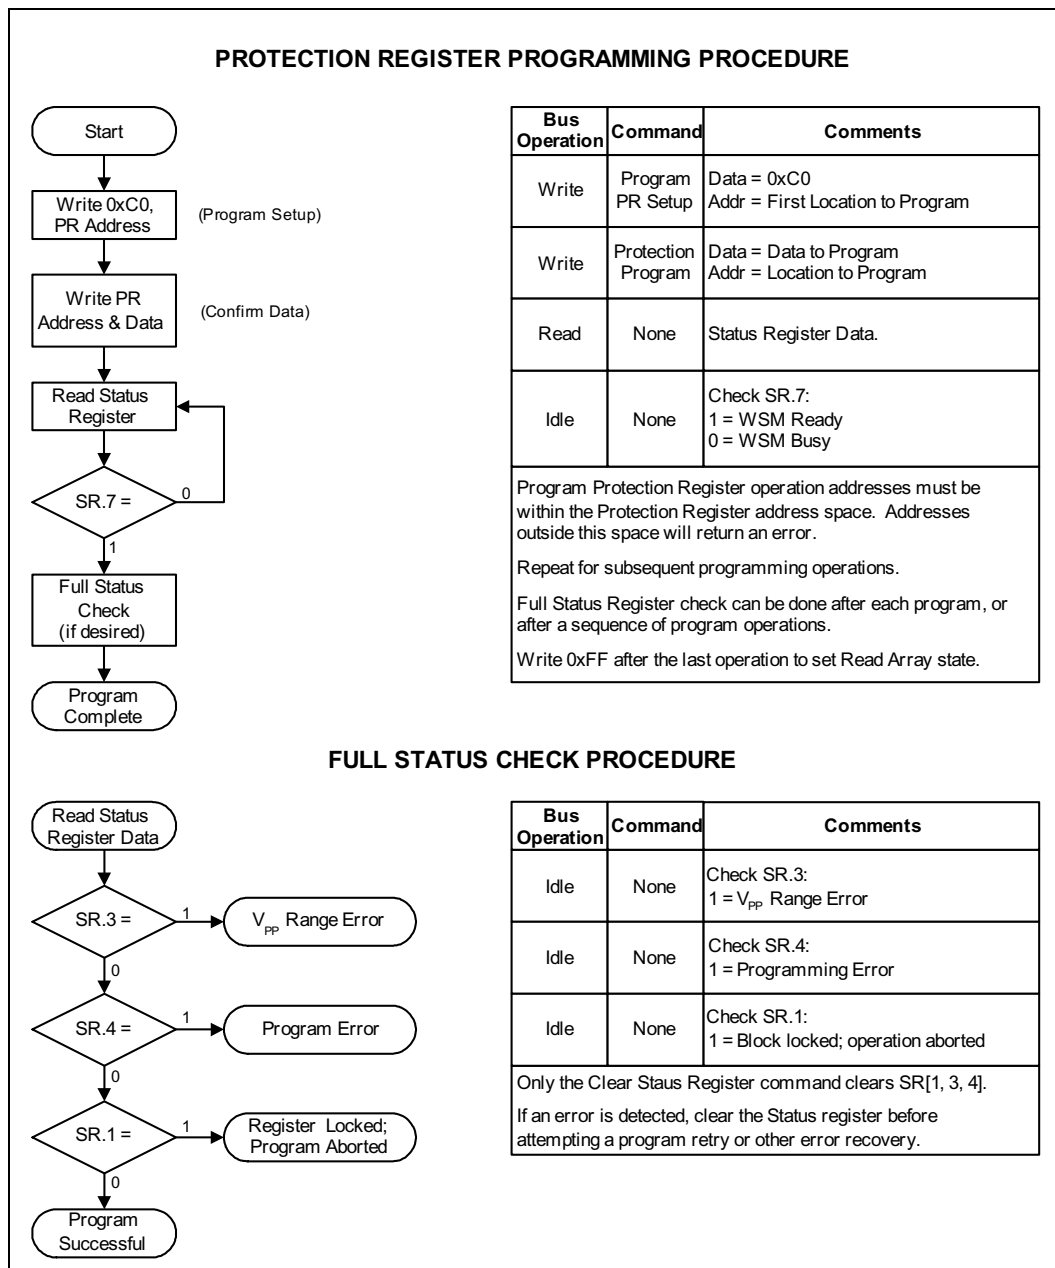 PROTECTION REGISTER PROGRAMMING PROCEDURE
Start
Write 0xC0,
PR Address
(Program Setup)
Write PR
Address & Data
(Confirm Data)
Read Status
Register
SR.7 =
0
1
Full Status
Check
(if desired)
Program
Complete
Bus
Operation
Command
Comments
Write
Program
PR Setup
Data = 0xC0
Addr = First Location to Program
Write
Protection
Program
Data = Data to Program
Addr = Location to Program
Read
None
Status Register Data.
Idle
None
Check SR.7:
1 = WSM Ready
0 = WSM Busy
Program Protection Register operation addresses must be
within the Protection Register address space. Addresses
outside this space will return an error.
Repeat for subsequent programming operations.
Full Status Register check can be done after each program, or
after a sequence of program operations.
Write 0xFF after the last operation to set Read Array state.
FULL STATUS CHECK PROCEDURE
Read Status
Register Data
SR.3 =
1
VPP Range Error
0
SR.4 =
1
Program Error
0
SR.1 =
1
Register Locked;
Program Aborted
0
Program
Successful
Bus
Operation
Command
Comments
Idle
None
Check SR.3:
1 = VPP Range Error
Idle
None
Check SR.4:
1 = Programming Error
Idle
None
Check SR.1:
1 = Block locked; operation aborted
Only the Clear Staus Register command clears SR[1, 3, 4].
If an error is detected, clear the Status register before
attempting a program retry or other error recovery.